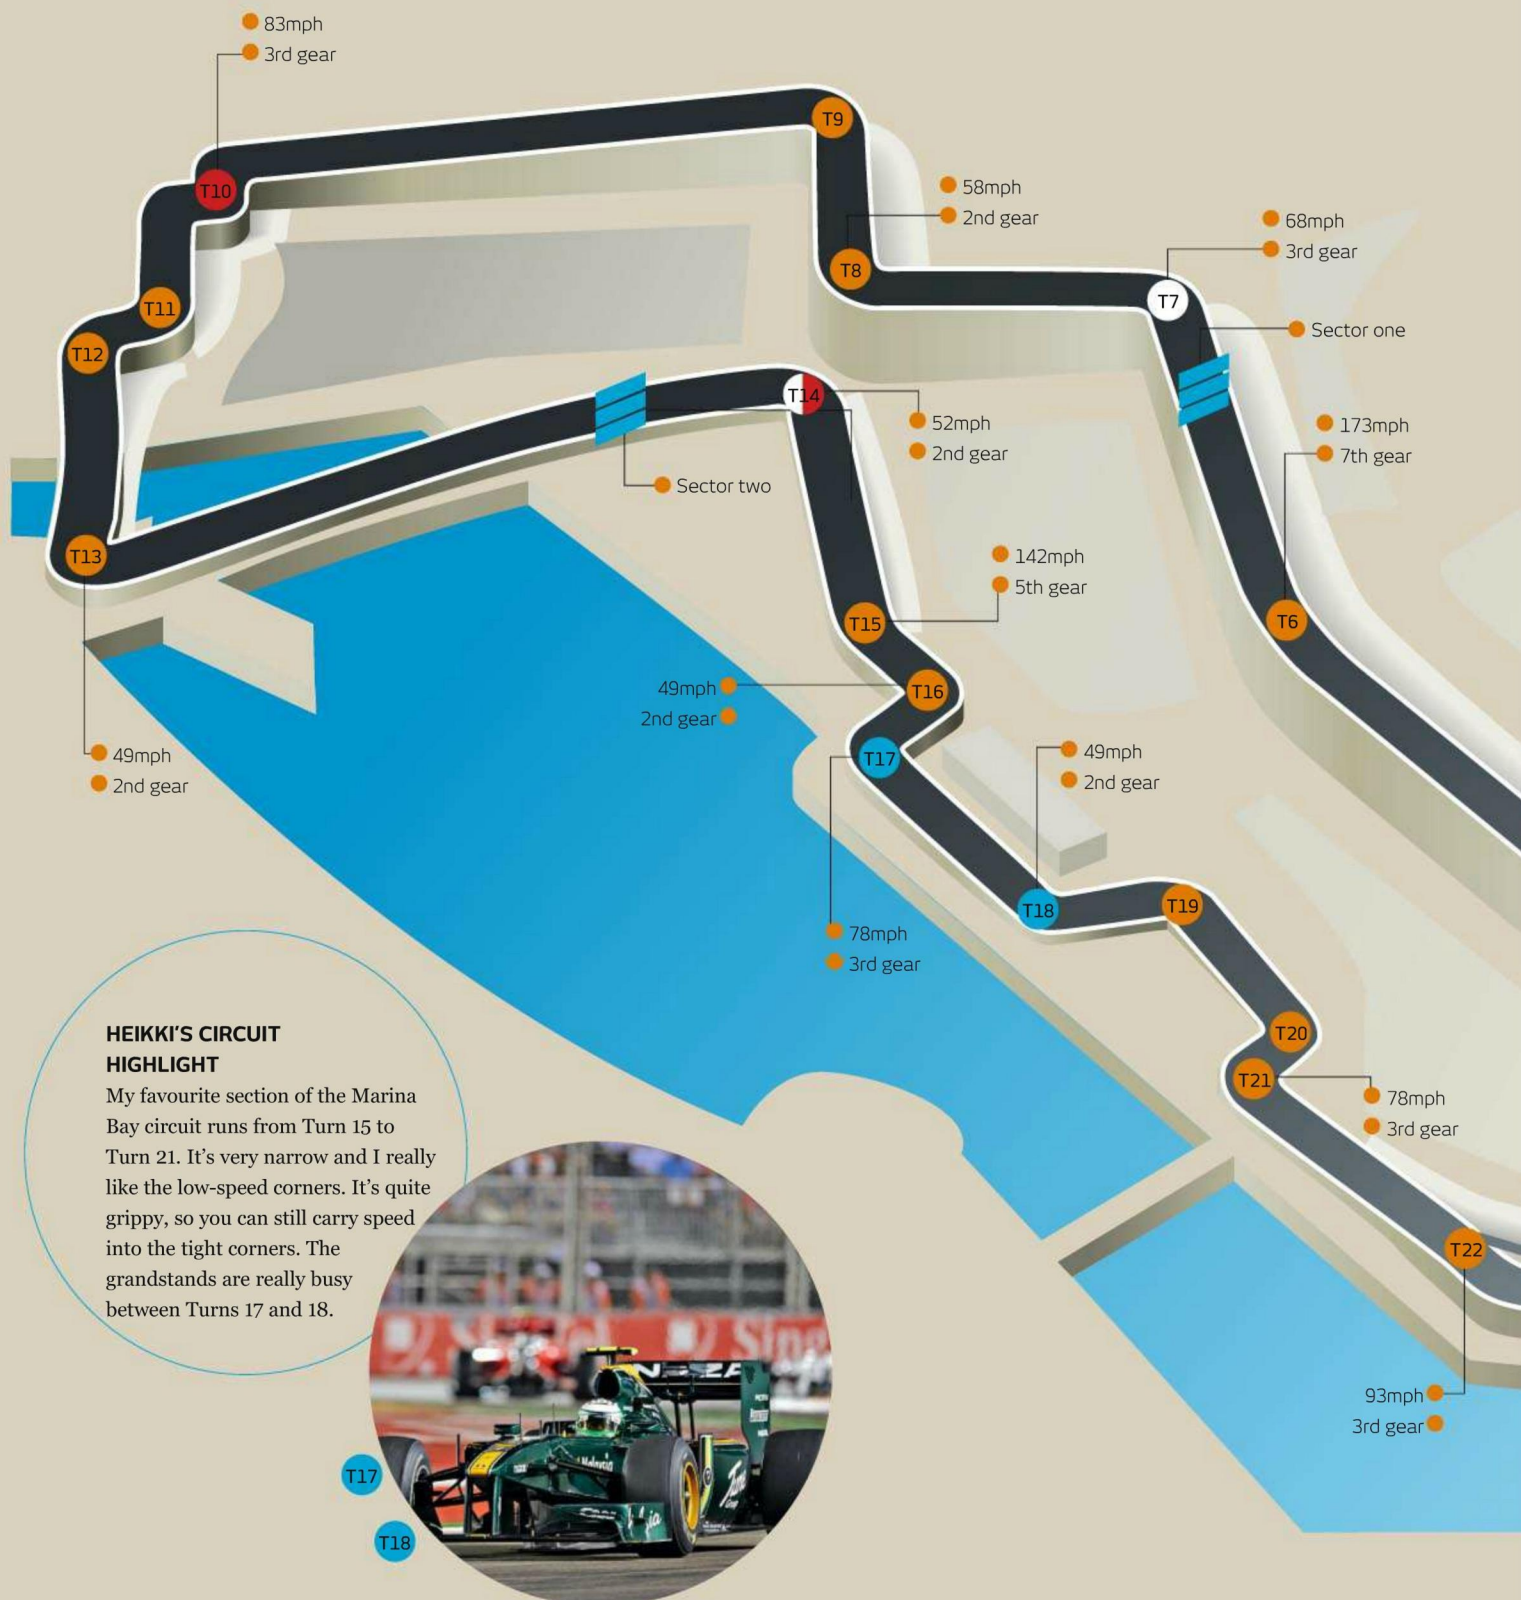 83mph
3rd gear
T9
T10
58mph
2nd gear
T8
68mph
3rd gear
T7
Sector one
T11
T12
T14
52mph
2nd gear
173mph
7th gear
Sector two
T13
142mph
5th gear
T15
T6
49mph
2nd gear
T16
49mph
2nd gear
T17
49mph
2nd gear
T18
T19
78mph
3rd gear
T20
T21
78mph
3rd gear
T22
93mph
3rd gear
HEIKKI'S CIRCUIT
HIGHLIGHT
My favourite section of the Marina
Bay circuit runs from Turn 15 to
Turn 21. It's very narrow and I really
like the low-speed corners. It's quite
grippy, so you can still carry speed
into the tight corners. The
grandstands are really busy
between Turns 17 and 18.
T17
T18
Malaysia
Tune
Group